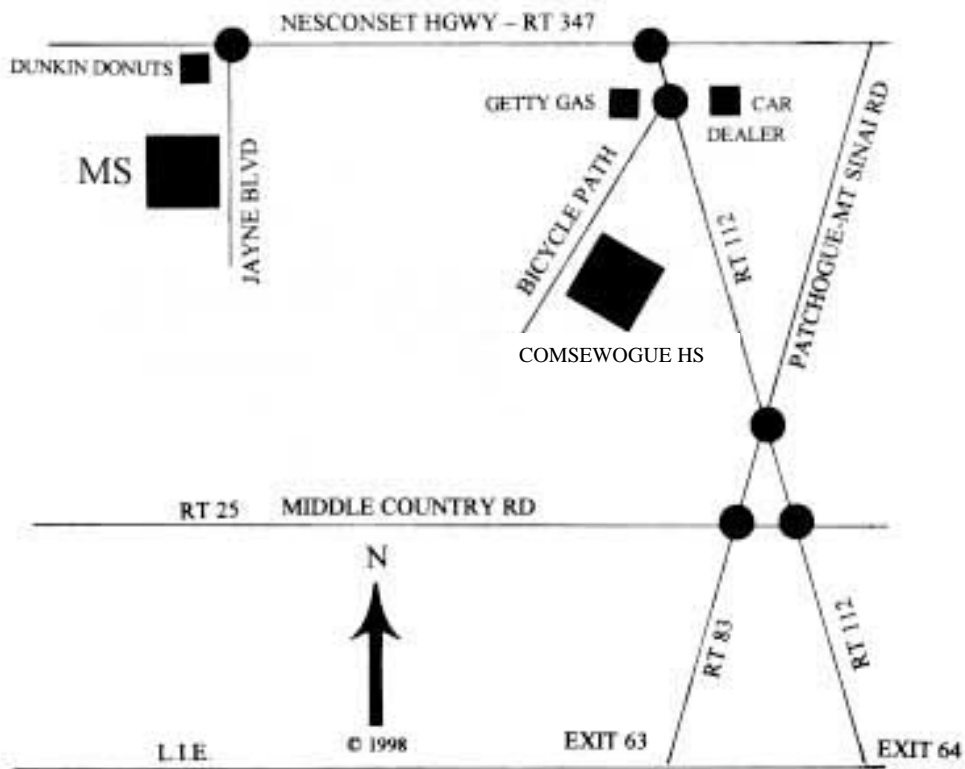 NESCONSET HGWY – RT 347
DUNKIN DONUTS
GETTY GAS
CAR
DEALER
MS
JAYNE BLVD
BICYCLE PATH
RT 112
PATCHOGUE-MT SINAI RD
COMSEWOGUE HS
RT 25 MIDDLE COUNTRY RD
N
RT 83
RT 112
© 1998
EXIT 63
EXIT 64
L.I.E.